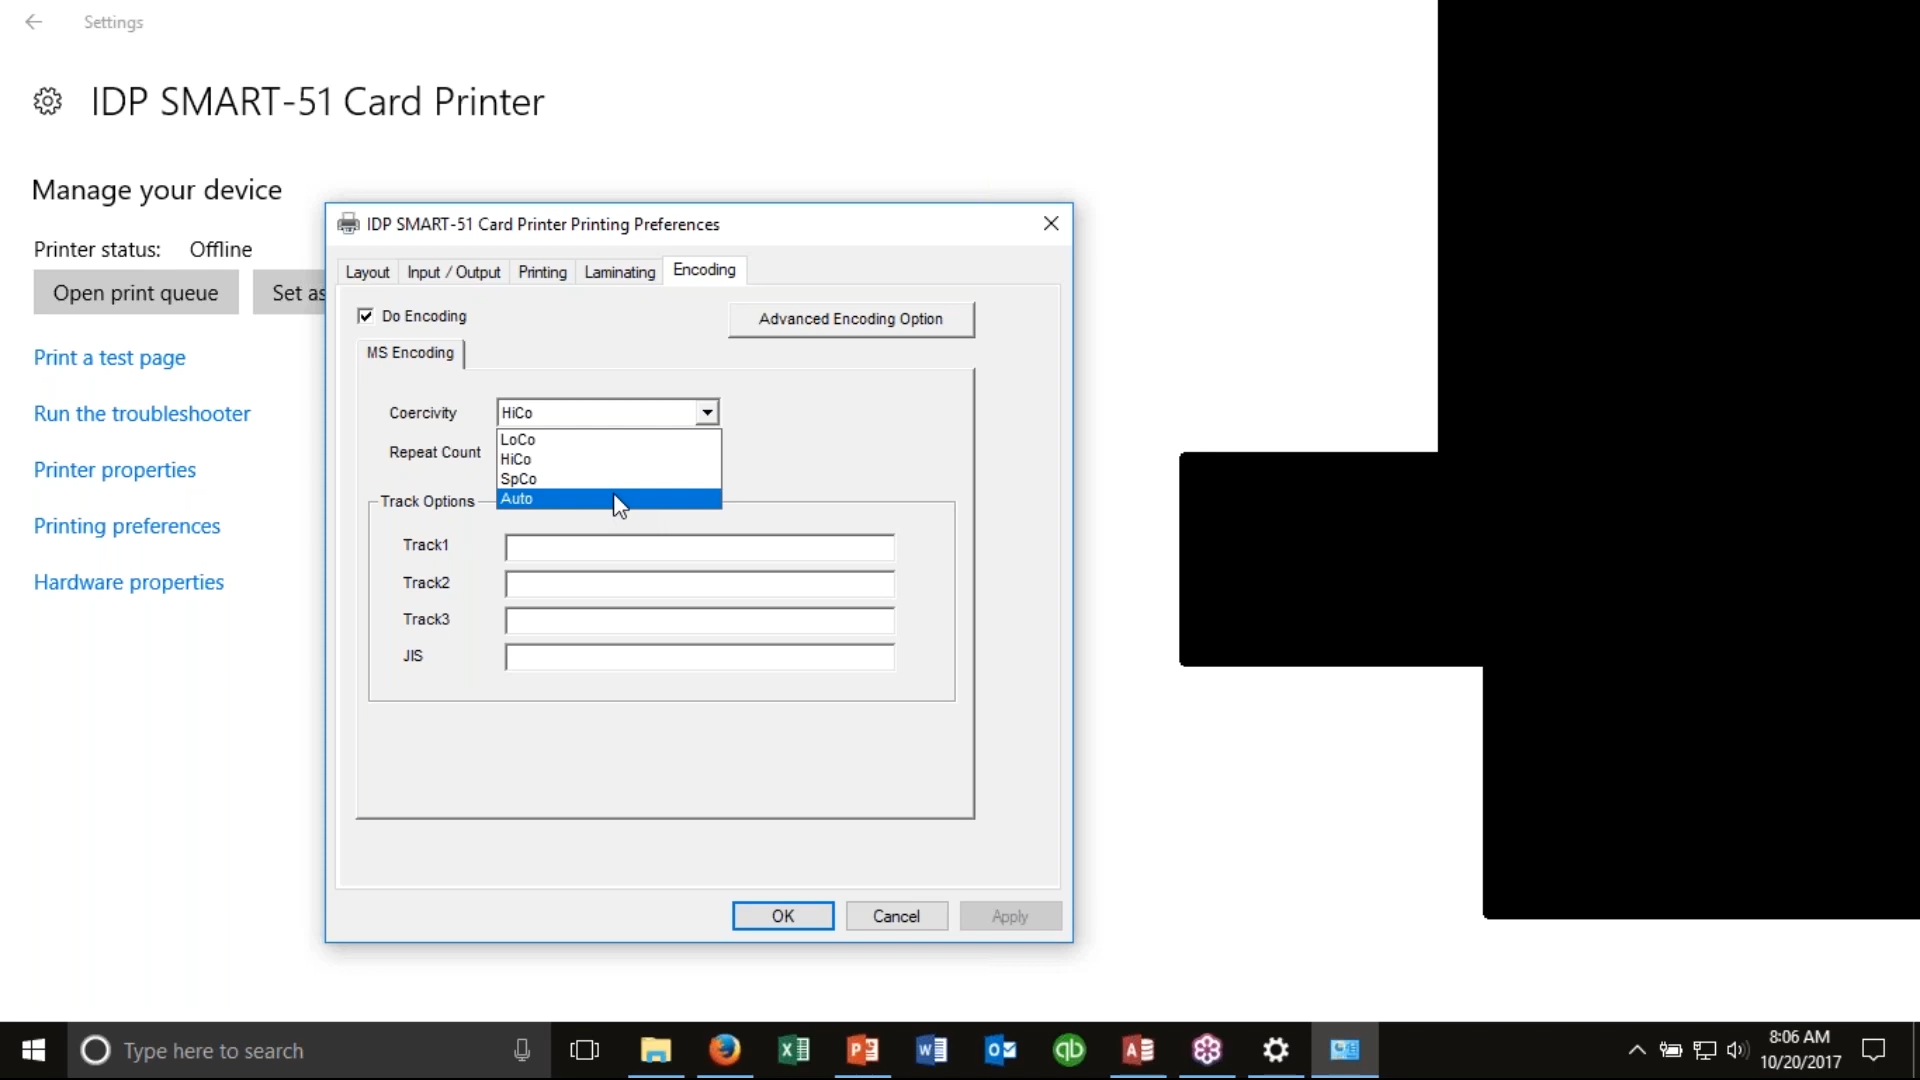 Settings
IDP SMART-51 Card Printer
Manage your device
Printer status: Offline
Open print queue
Set as
Print a test page
Run the troubleshooter
Printer properties
Printing preferences
Hardware properties
IDP SMART-51 Card Printer Printing Preferences
Layout
Input / Output
Printing
Laminating
Encoding
Do Encoding
Advanced Encoding Option
MS Encoding
Coercivity
HiCo
LoCo
HiCo
SpCo
Auto
Repeat Count
Track Options
Track1
Track2
Track3
JIS
OK
Cancel
Apply
Type here to search
8:06 AM
10/20/2017